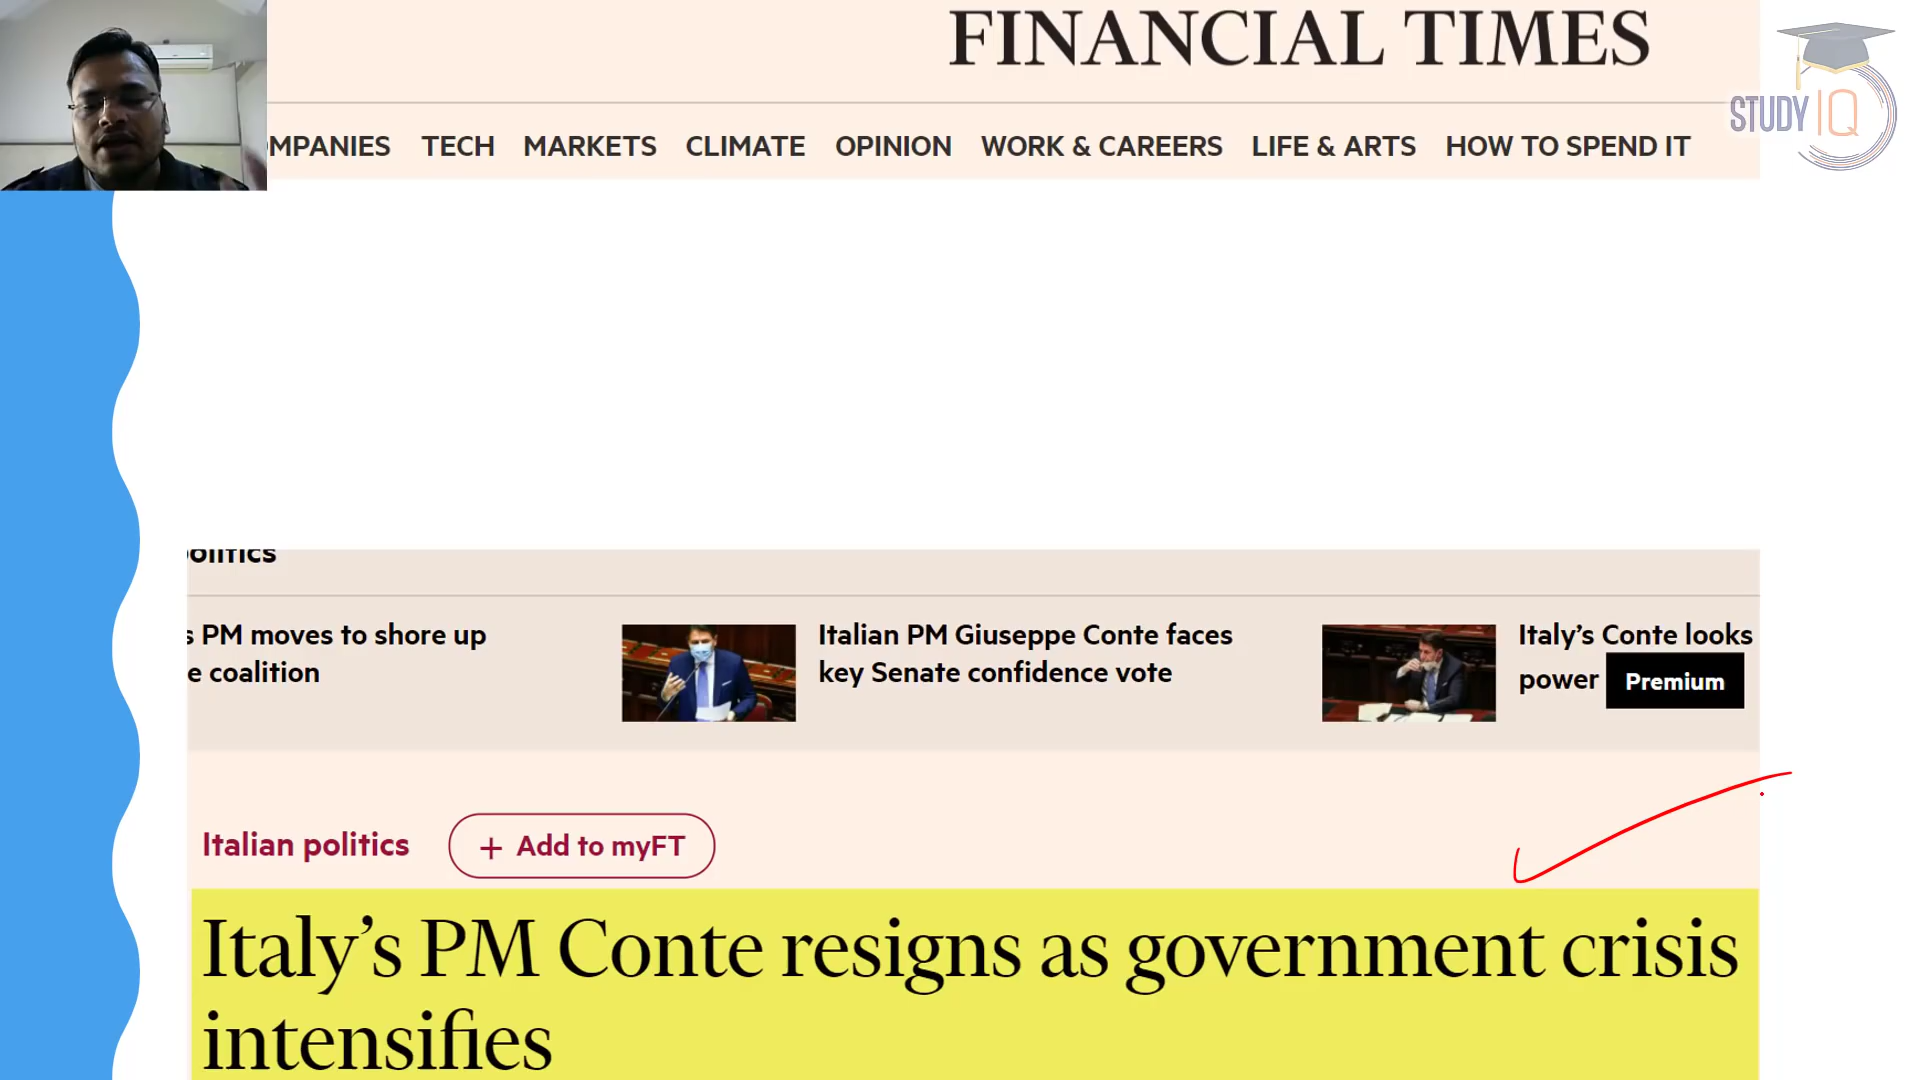 FINANCIAL TIMES
STUDY IQ
OMPANIES TECH MARKETS CLIMATE OPINION WORK & CAREERS LIFE & ARTS HOW TO SPEND IT
olitics
s PM moves to shore up
e coalition
Italian PM Giuseppe Conte faces
key Senate confidence vote
Italy’s Conte looks
power Premium
Italian politics
+ Add to myFT
Italy’s PM Conte resigns as government crisis
intensifies